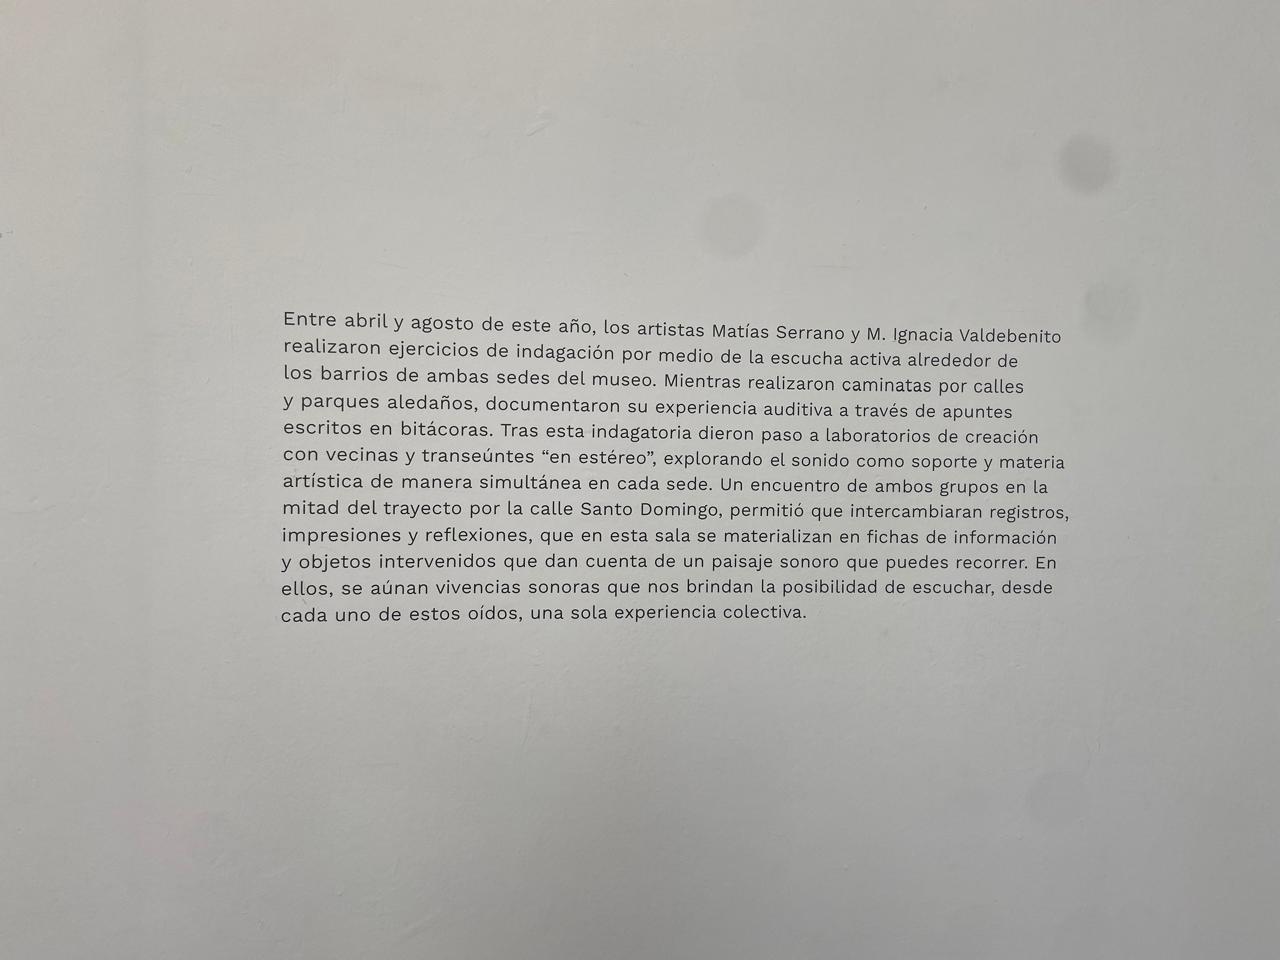 Entre abril y agosto de este año, los artistas Matías Serrano y M. Ignacia Valdebenito
realizaron ejercicios de indagación por medio de la escucha activa alrededor de
los barrios de ambas sedes del museo. Mientras realizaron caminatas por calles
y parques aledaños, documentaron su experiencia auditiva a través de apuntes
escritos en bitácoras. Tras esta indagatoria dieron paso a laboratorios de creación
con vecinas y transeúntes “en estéreo”, explorando el sonido como soporte y materia
artística de manera simultánea en cada sede. Un encuentro de ambos grupos en la
mitad del trayecto por la calle Santo Domingo, permitió que intercambiaran registros,
impresiones y reflexiones, que en esta sala se materializan en fichas de información
y objetos intervenidos que dan cuenta de un paisaje sonoro que puedes recorrer. En
ellos, se aúnan vivencias sonoras que nos brindan la posibilidad de escuchar, desde
cada uno de estos oídos, una sola experiencia colectiva.